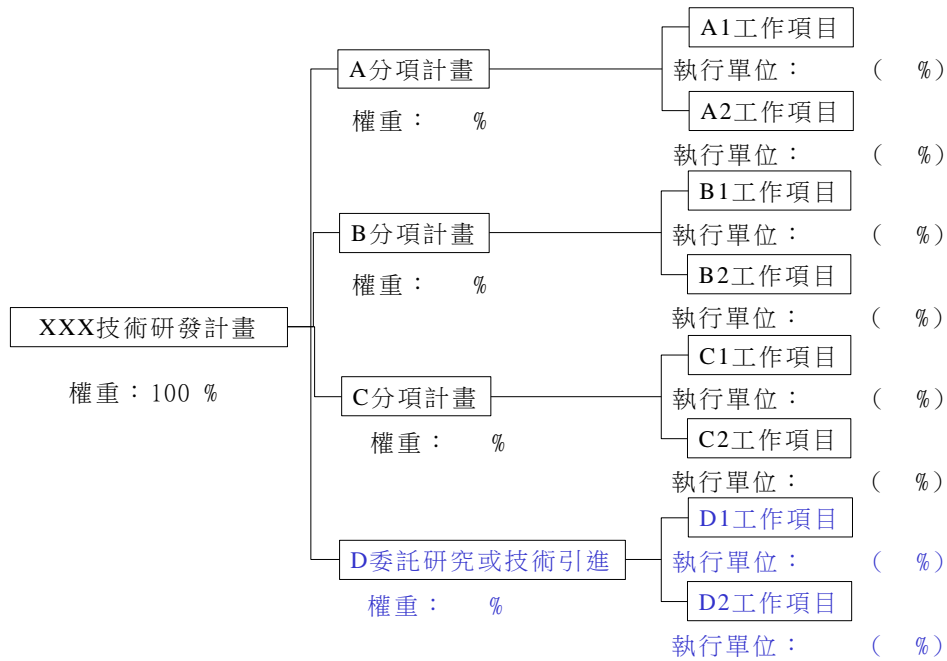 A1工作項目
A分項計畫
執行單位： （ %）
權重： %
A2工作項目
執行單位： （ %）
B1工作項目
B分項計畫
執行單位： （ %）
權重： %
B2工作項目
執行單位： （ %）
XXX技術研發計畫
權重：100 %
C1工作項目
C分項計畫
執行單位： （ %）
權重： %
C2工作項目
執行單位： （ %）
D1工作項目
D委託研究或技術引進
執行單位： （ %）
權重： %
D2工作項目
執行單位： （ %）